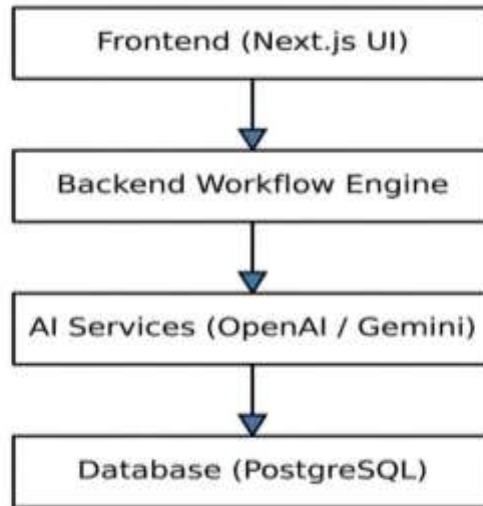 Frontend (Next.js UI)
Backend Workflow Engine
AI Services (OpenAI / Gemini)
Database (PostgreSQL)